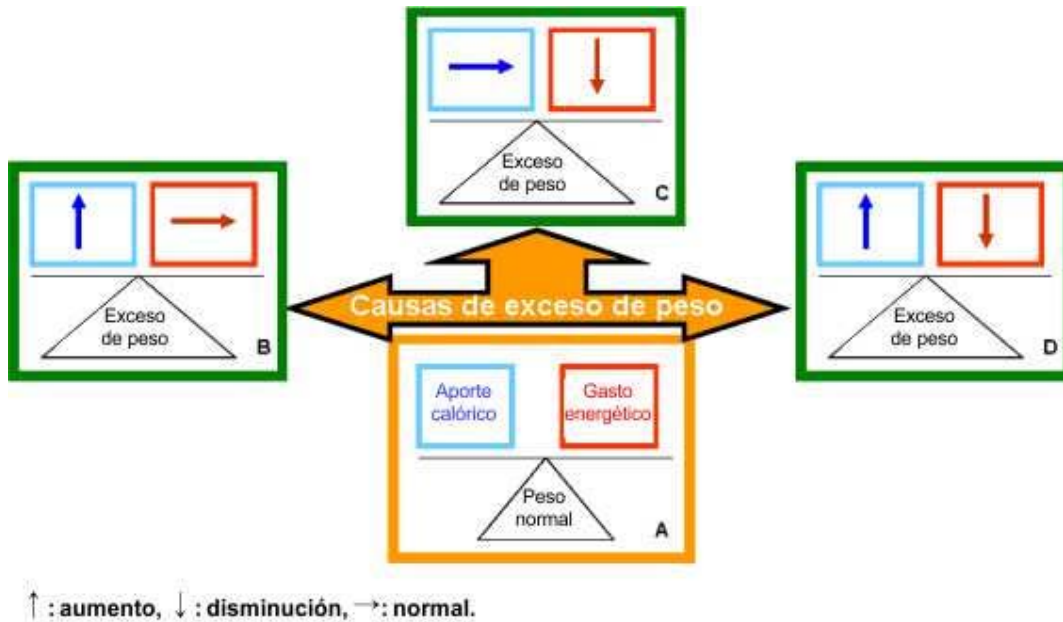 Exceso
de peso
C
Exceso
de peso
B
Exceso
de peso
D
Causas de exceso de peso
Aporte
calórico
Gasto
energético
Peso
normal
A
↑ : aumento, ↓ : disminución, →: normal.